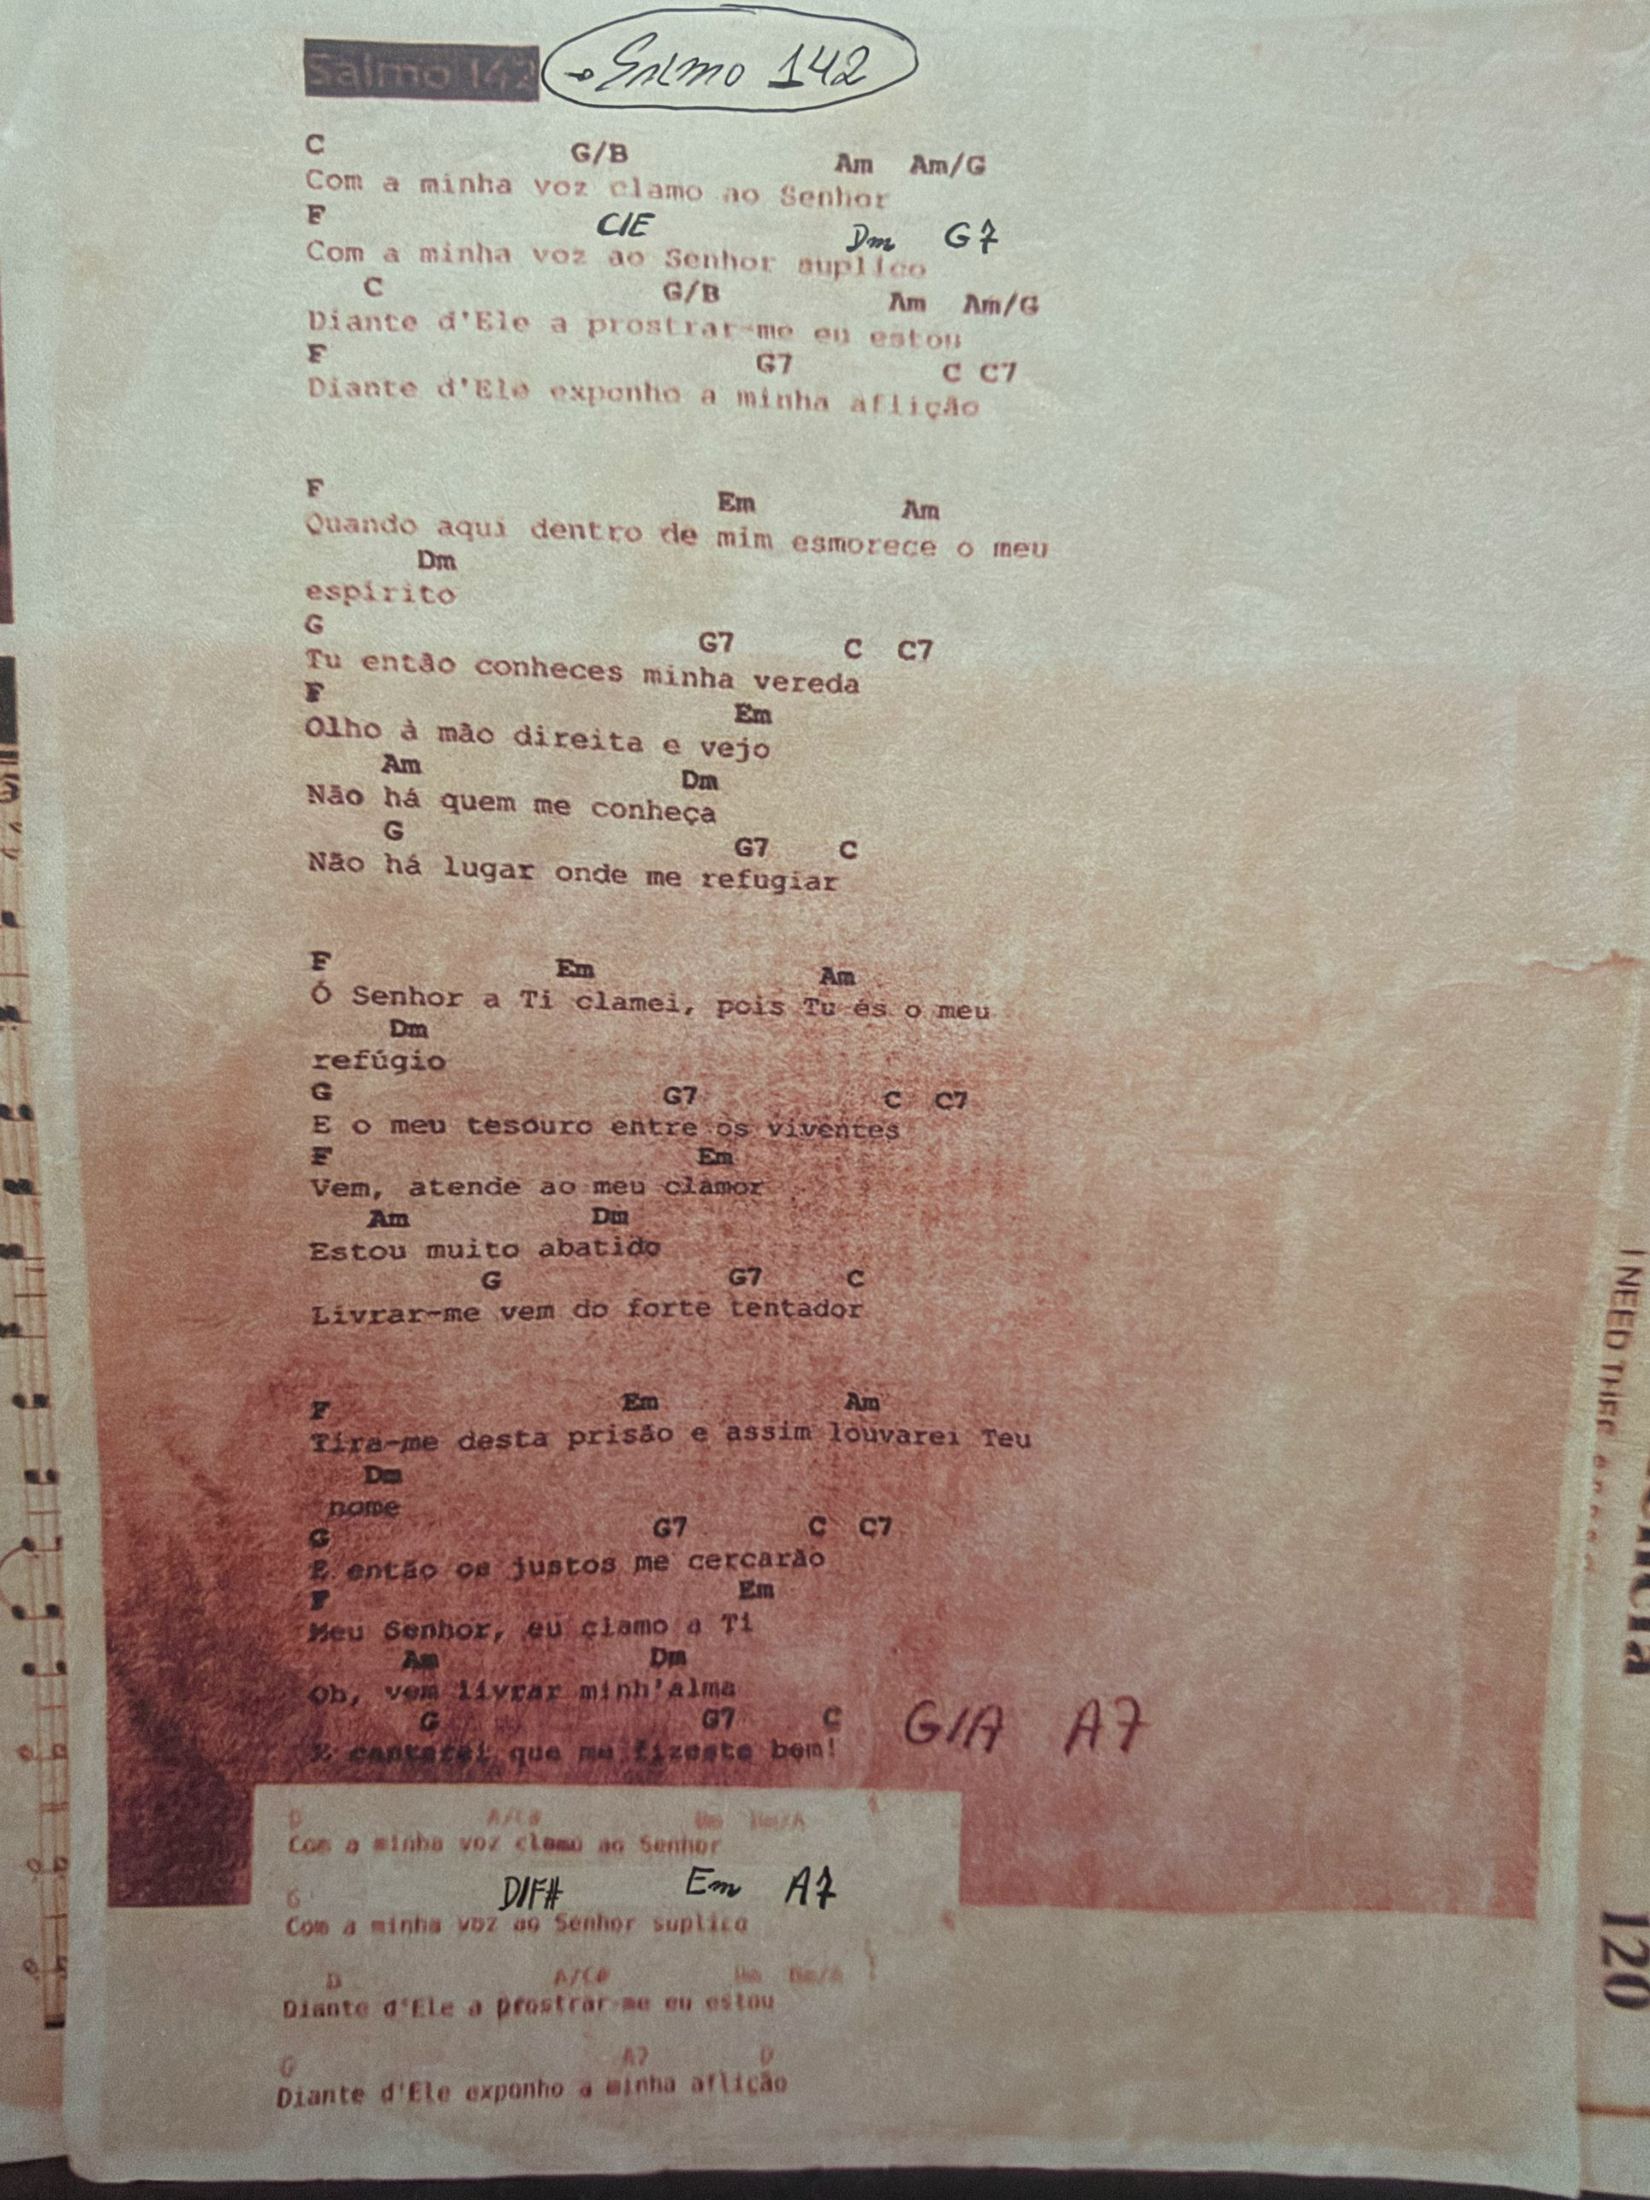 Salmo 142 → Salmo 142
C G/B Am Am/G
Com a minha voz clamo ao Senhor
F C/E Dm G7
Com a minha voz ao Senhor suplico
C G/B Am Am/G
Diante d'Ele a prostrar-me eu estou
F G7 C C7
Diante d'Ele exponho a minha aflição
F Em Am
Quando aqui dentro de mim esmorece o meu
Dm
espírito
G G7 C C7
Tu então conheces minha vereda
F Em
Olho à mão direita e vejo
Am Dm
Não há quem me conheça
G G7 C
Não há lugar onde me refugiar
F Em Am
Ó Senhor a Ti clamei, pois Tu és o meu
Dm
refúgio
G G7 C C7
E o meu tesouro entre os viventes
F Em
Vem, atende ao meu clamor
Am Dm
Estou muito abatido
G G7 C
Livrar-me vem do forte tentador
F Em Am
Tira-me desta prisão e assim louvarei Teu
Dm
nome
G G7 C C7
E então os justos me cercarão
F Em
Meu Senhor, eu clamo a Ti
Am Dm
Oh, vem livrar minh'alma
G G7 C G/A A7
E cantarei que me fizeste bem!
D A/C# Bm Bm/A
Com a minha voz clamo ao Senhor
G D/F# Em A7
Com a minha voz ao Senhor suplico
D A/C# Bm Bm/A
Diante d'Ele a prostrar-me eu estou
G A7 D
Diante d'Ele exponho a minha aflição
I NEED THEE
120